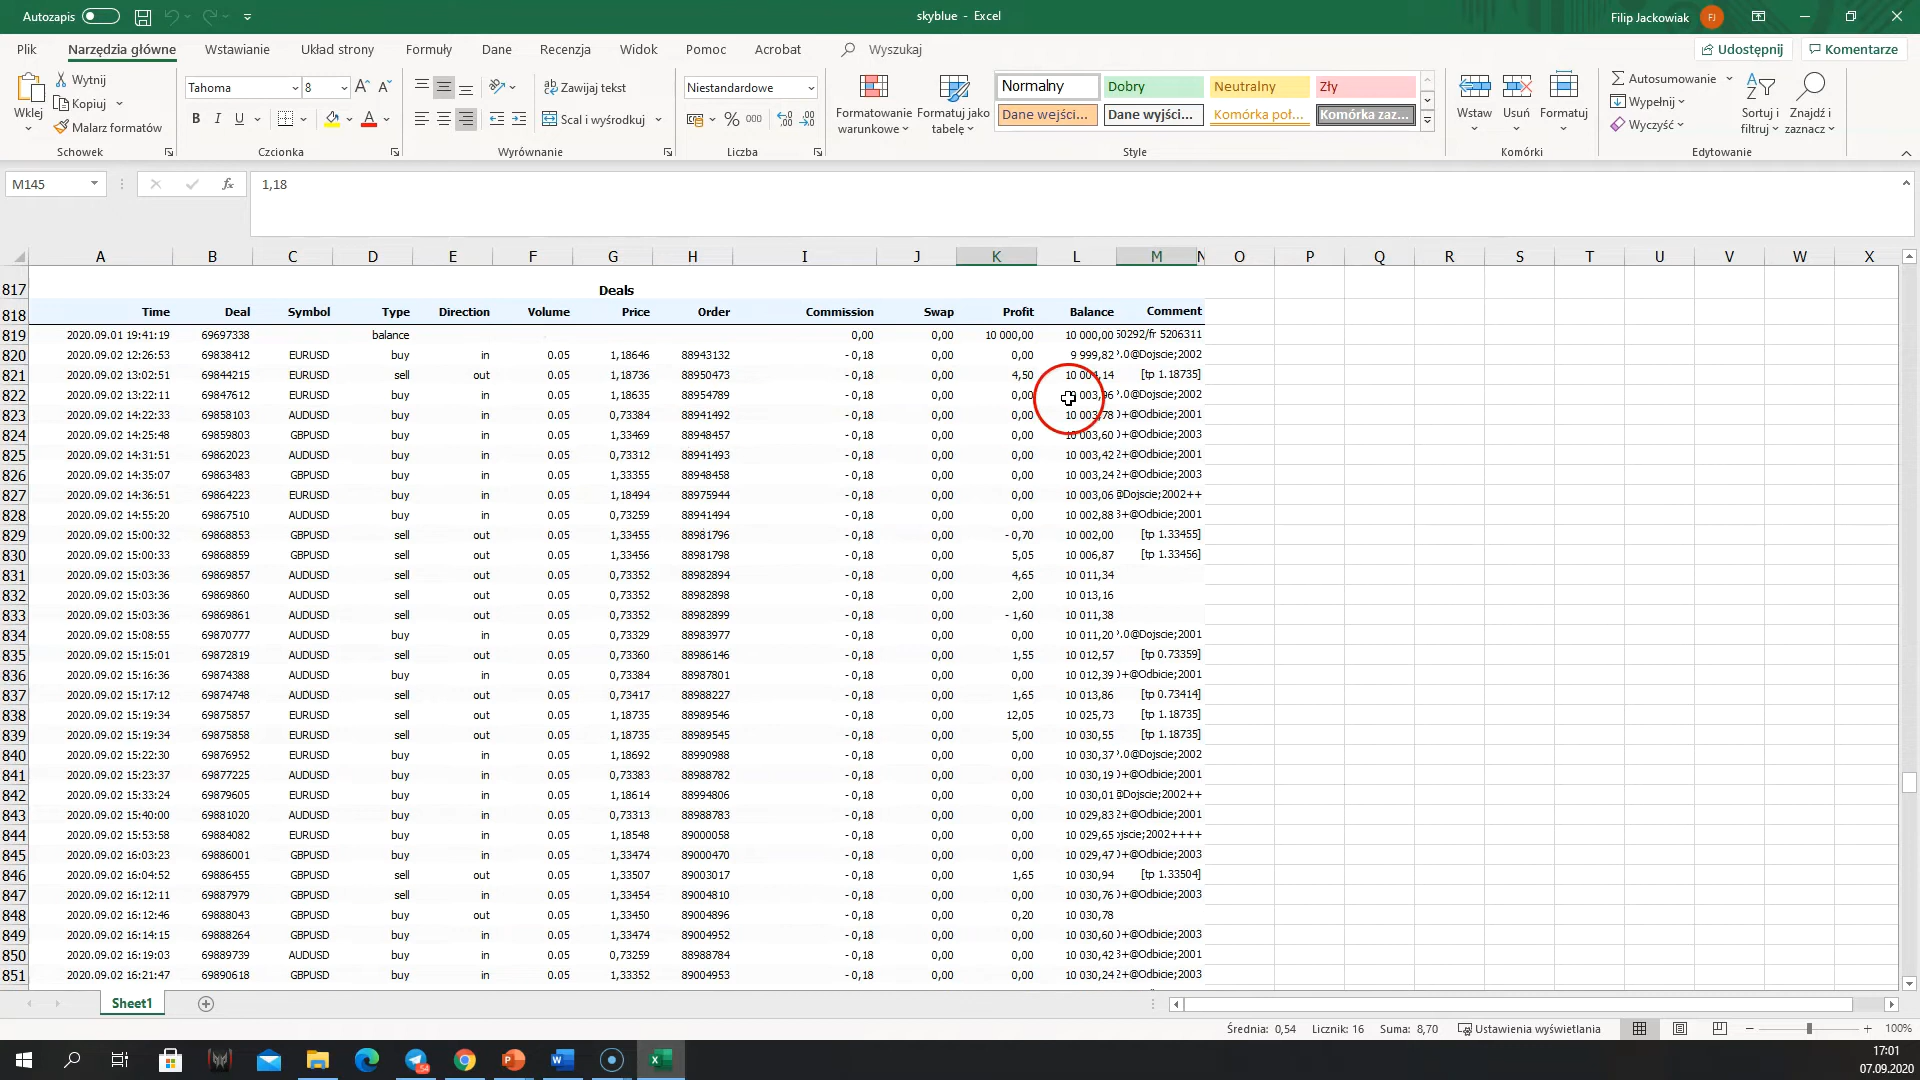 Autozapis
skyblue - Excel
Filip Jackowiak FJ
Plik Narzędzia główne Wstawianie Układ strony Formuły Dane Recenzja Widok Pomoc Acrobat Wyszukaj Udostępnij Komentarze
Wklej
Wytnij
Kopiuj
Malarz formatów
Schowek
Tahoma 8
B I U
Czcionka
Zawijaj tekst
Scal i wyśrodkuj
Wyrównanie
Niestandardowe
% 000
Liczba
Formatowanie warunkowe
Formatuj jako tabelę
Normalny Dobry Neutralny Zły
Dane wejści... Dane wyjści... Komórka poł... Komórka zaz...
Style
Wstaw Usuń Formatuj
Komórki
Autosumowanie
Wypełnij
Wyczyść
Sortuj i filtruj
Znajdź i zaznacz
Edytowanie
M145 fx 1,18
A B C D E F G H I J K L M N O P Q R S T U V W X
817 Deals
818 Time Deal Symbol Type Direction Volume Price Order Commission Swap Profit Balance Comment
819 2020.09.01 19:41:19 69697338 balance 0,00 0,00 10 000,00 10 000,00 50292/fr 5206311
820 2020.09.02 12:26:53 69838412 EURUSD buy in 0.05 1,18646 88943132 - 0,18 0,00 0,00 9 999,82 .0@Dojscie;2002
821 2020.09.02 13:02:51 69844215 EURUSD sell out 0.05 1,18736 88950473 - 0,18 0,00 4,50 10 004,14 [tp 1.18735]
822 2020.09.02 13:22:11 69847612 EURUSD buy in 0.05 1,18635 88954789 - 0,18 0,00 0,00 003,96 .0@Dojscie;2002
823 2020.09.02 14:22:33 69858103 AUDUSD buy in 0.05 0,73384 88941492 - 0,18 0,00 0,00 10 003,78 +@Odbicie;2001
824 2020.09.02 14:25:48 69859803 GBPUSD buy in 0.05 1,33469 88948457 - 0,18 0,00 0,00 10 003,60 +@Odbicie;2003
825 2020.09.02 14:31:51 69862023 AUDUSD buy in 0.05 0,73312 88941493 - 0,18 0,00 0,00 10 003,42 2+@Odbicie;2001
826 2020.09.02 14:35:07 69863483 GBPUSD buy in 0.05 1,33355 88948458 - 0,18 0,00 0,00 10 003,24 2+@Odbicie;2003
827 2020.09.02 14:36:51 69864223 EURUSD buy in 0.05 1,18494 88975944 - 0,18 0,00 0,00 10 003,06 @Dojscie;2002++
828 2020.09.02 14:55:20 69867510 AUDUSD buy in 0.05 0,73259 88941494 - 0,18 0,00 0,00 10 002,88 3+@Odbicie;2001
829 2020.09.02 15:00:32 69868853 GBPUSD sell out 0.05 1,33455 88981796 - 0,18 0,00 - 0,70 10 002,00 [tp 1.33455]
830 2020.09.02 15:00:33 69868859 GBPUSD sell out 0.05 1,33456 88981798 - 0,18 0,00 5,05 10 006,87 [tp 1.33456]
831 2020.09.02 15:03:36 69869857 AUDUSD sell out 0.05 0,73352 88982894 - 0,18 0,00 4,65 10 011,34
832 2020.09.02 15:03:36 69869860 AUDUSD sell out 0.05 0,73352 88982898 - 0,18 0,00 2,00 10 013,16
833 2020.09.02 15:03:36 69869861 AUDUSD sell out 0.05 0,73352 88982899 - 0,18 0,00 - 1,60 10 011,38
834 2020.09.02 15:08:55 69870777 AUDUSD buy in 0.05 0,73329 88983977 - 0,18 0,00 0,00 10 011,20 .0@Dojscie;2001
835 2020.09.02 15:15:01 69872819 AUDUSD sell out 0.05 0,73360 88986146 - 0,18 0,00 1,55 10 012,57 [tp 0.73359]
836 2020.09.02 15:16:36 69874388 AUDUSD buy in 0.05 0,73384 88987801 - 0,18 0,00 0,00 10 012,39 +@Odbicie;2001
837 2020.09.02 15:17:12 69874748 AUDUSD sell out 0.05 0,73417 88988227 - 0,18 0,00 1,65 10 013,86 [tp 0.73414]
838 2020.09.02 15:19:34 69875857 EURUSD sell out 0.05 1,18735 88989546 - 0,18 0,00 12,05 10 025,73 [tp 1.18735]
839 2020.09.02 15:19:34 69875858 EURUSD sell out 0.05 1,18735 88989545 - 0,18 0,00 5,00 10 030,55 [tp 1.18735]
840 2020.09.02 15:22:30 69876952 EURUSD buy in 0.05 1,18692 88990988 - 0,18 0,00 0,00 10 030,37 .0@Dojscie;2002
841 2020.09.02 15:23:37 69877225 AUDUSD buy in 0.05 0,73383 88988782 - 0,18 0,00 0,00 10 030,19 +@Odbicie;2001
842 2020.09.02 15:33:24 69879605 EURUSD buy in 0.05 1,18614 88994806 - 0,18 0,00 0,00 10 030,01 @Dojscie;2002++
843 2020.09.02 15:40:00 69881020 AUDUSD buy in 0.05 0,73313 88988783 - 0,18 0,00 0,00 10 029,83 2+@Odbicie;2001
844 2020.09.02 15:53:58 69884082 EURUSD buy in 0.05 1,18548 89000058 - 0,18 0,00 0,00 10 029,65 ojscie;2002++++
845 2020.09.02 16:03:23 69886001 GBPUSD buy in 0.05 1,33474 89000470 - 0,18 0,00 0,00 10 029,47 +@Odbicie;2003
846 2020.09.02 16:04:52 69886455 GBPUSD sell out 0.05 1,33507 89003017 - 0,18 0,00 1,65 10 030,94 [tp 1.33504]
847 2020.09.02 16:12:11 69887979 GBPUSD sell in 0.05 1,33454 89004810 - 0,18 0,00 0,00 10 030,76 +@Odbicie;2003
848 2020.09.02 16:12:46 69888043 GBPUSD buy out 0.05 1,33450 89004896 - 0,18 0,00 0,20 10 030,78
849 2020.09.02 16:14:15 69888264 GBPUSD buy in 0.05 1,33474 89004952 - 0,18 0,00 0,00 10 030,60 +@Odbicie;2003
850 2020.09.02 16:19:03 69889739 AUDUSD buy in 0.05 0,73259 88988784 - 0,18 0,00 0,00 10 030,42 3+@Odbicie;2001
851 2020.09.02 16:21:47 69890618 GBPUSD buy in 0.05 1,33352 89004953 - 0,18 0,00 0,00 10 030,24 2+@Odbicie;2003
Sheet1
Średnia: 0,54 Licznik: 16 Suma: 8,70 Ustawienia wyświetlania 100%
54
17:01
07.09.2020